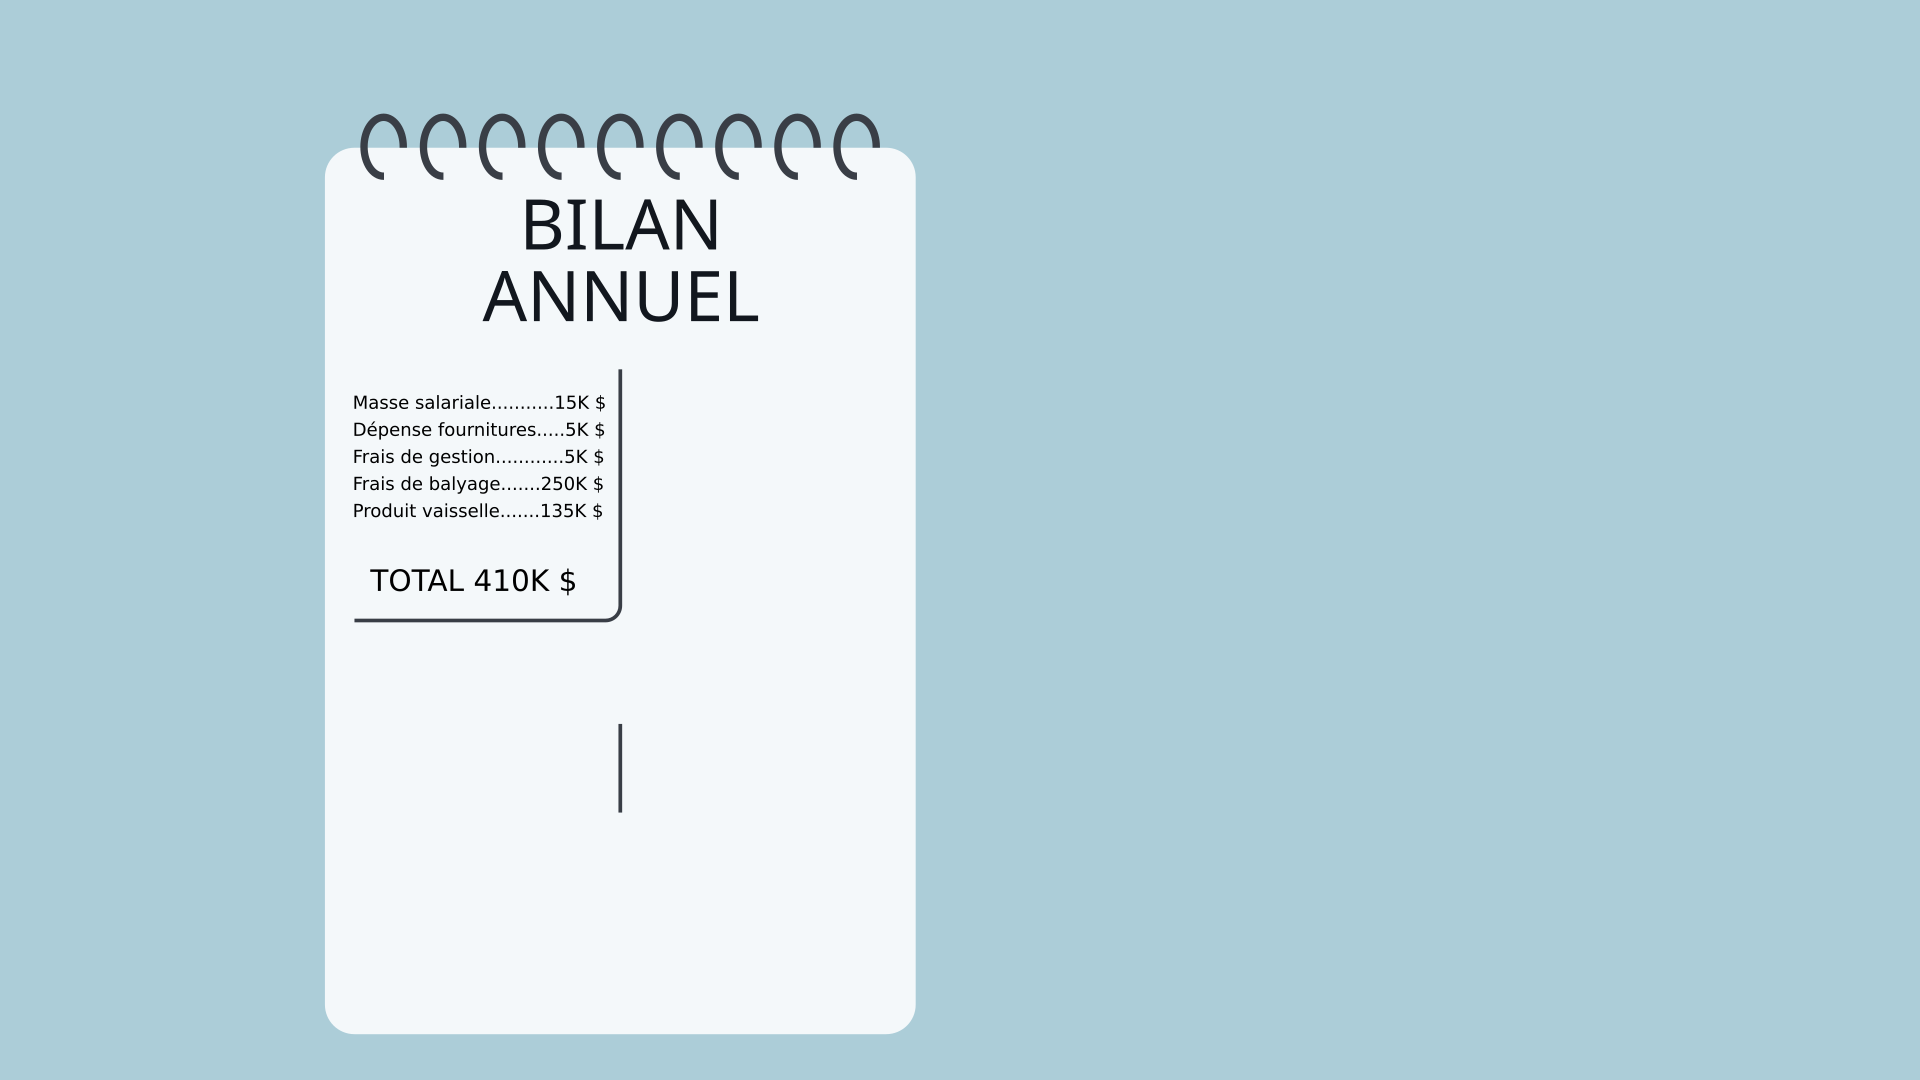 BILAN
ANNUEL
Masse salariale...........15K $
Dépense fournitures.....5K $
Frais de gestion............5K $
Frais de balyage.......250K $
Produit vaisselle.......135K $
TOTAL 410K $